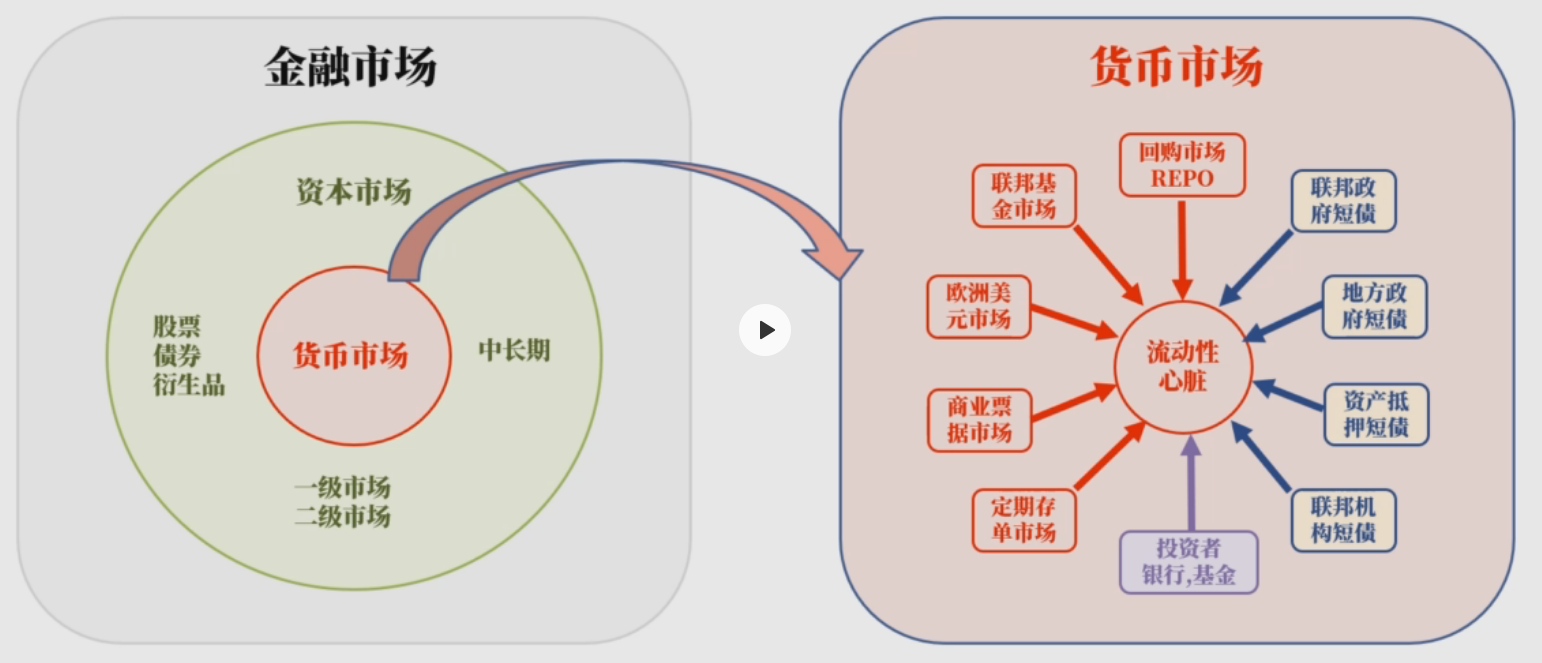 金融市场
资本市场
股票
债券
衍生品
货币市场
中长期
一级市场
二级市场
货币市场
回购市场
REPO
联邦基
金市场
联邦政
府短债
欧洲美
元市场
地方政
府短债
流动性
心脏
商业票
据市场
资产抵
押短债
定期存
单市场
联邦机
构短债
投资者
银行,基金